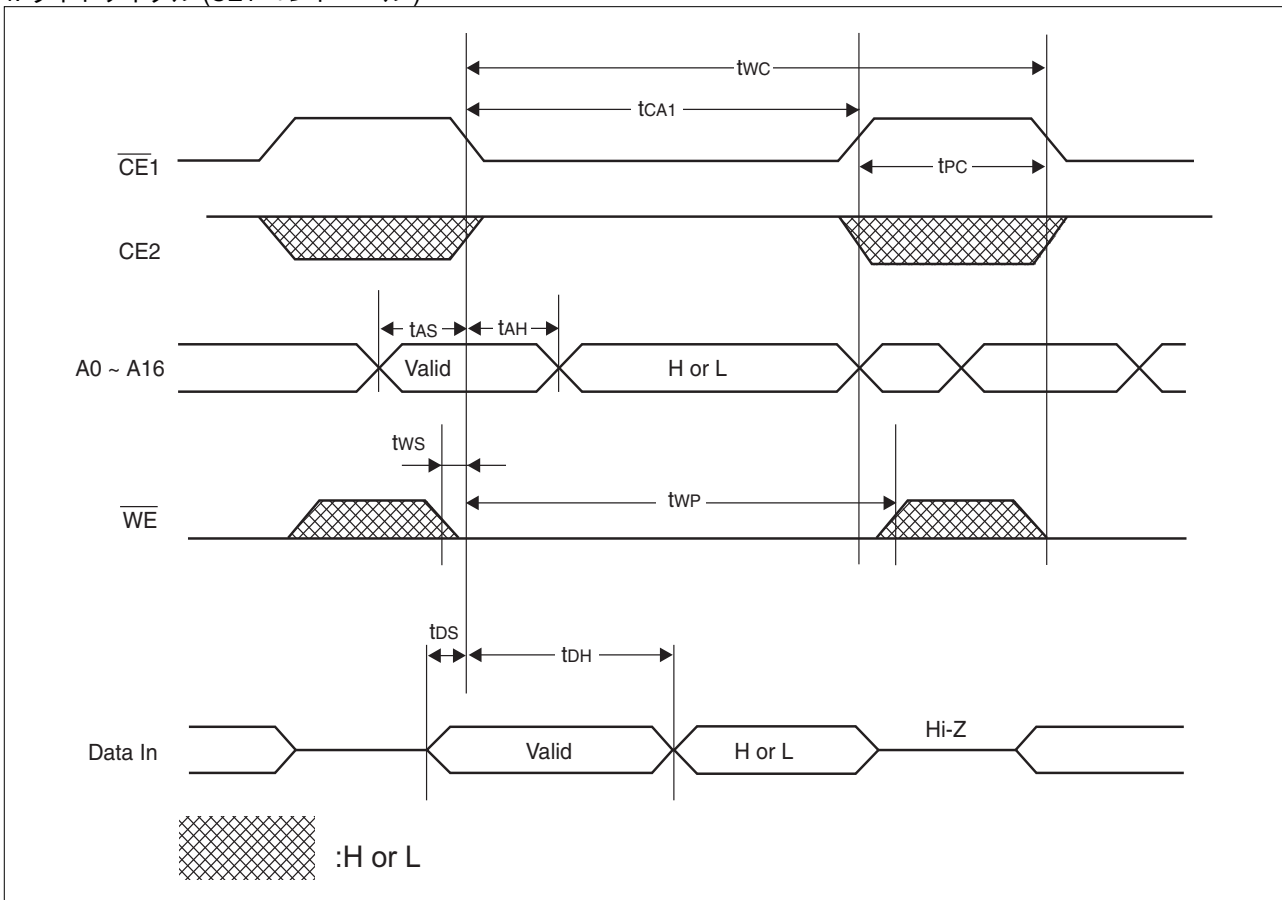 tWC
tCA1
CE1
tPC
CE2
tAS
tAH
A0 ~ A16
Valid
H or L
tWS
tWP
WE
tDS
tDH
Data In
Valid
H or L
Hi-Z
:H or L